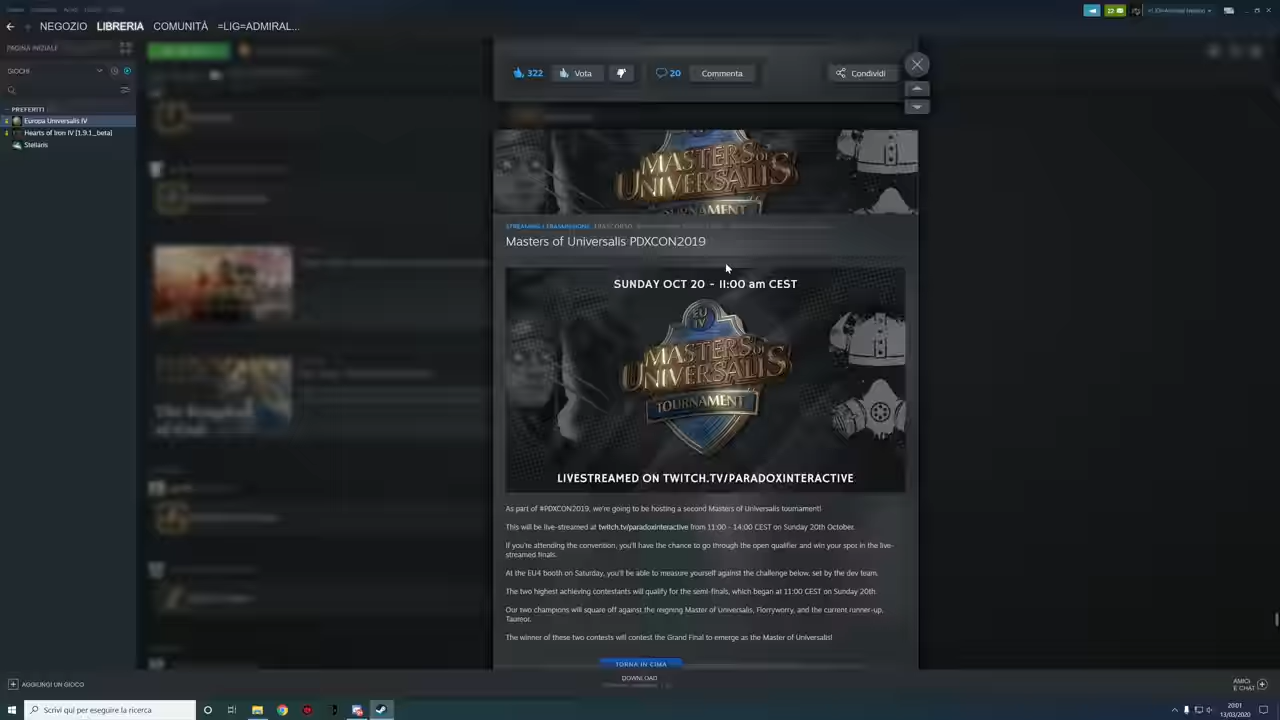 NEGOZIO LIBRERIA COMUNITÀ =LIG=ADMIRAL...
PAGINA INIZIALE
GIOCHI
PREFERITI
Europa Universalis IV
Hearts of Iron IV [1.9.1_beta]
Stellaris
322 Vota 20 Commenta Condividi
MASTERS OF
UNIVERSALIS
TOURNAMENT
Masters of Universalis PDXCON2019
SUNDAY OCT 20 - 11:00 am CEST
EU
IV
MASTERS OF
UNIVERSALIS
TOURNAMENT
LIVESTREAMED ON TWITCH.TV/PARADOXINTERACTIVE
As part of #PDXCON2019, we're going to be hosting a second Masters of Universalis tournament!
This will be live-streamed at twitch.tv/paradoxinteractive from 11:00 - 14:00 CEST on Sunday 20th October.
If you're attending the convention, you'll have the chance to go through the open qualifier and win your spot in the live-
streamed finals.
At the EU4 booth on Saturday, you'll be able to measure yourself against the challenge below, set by the dev team.
The two highest achieving contestants will qualify for the semi-finals, which began at 11:00 CEST on Sunday 20th.
Our two champions will square off against the reigning Master of Universalis, Florryworry, and the current runner-up,
Taureor.
The winner of these two contests will contest the Grand Final to emerge as the Master of Universalis!
TORNA IN CIMA
AGGIUNGI UN GIOCO
DOWNLOAD
AMICI
E CHAT
Scrivi qui per eseguire la ricerca
20:01
13/03/2020